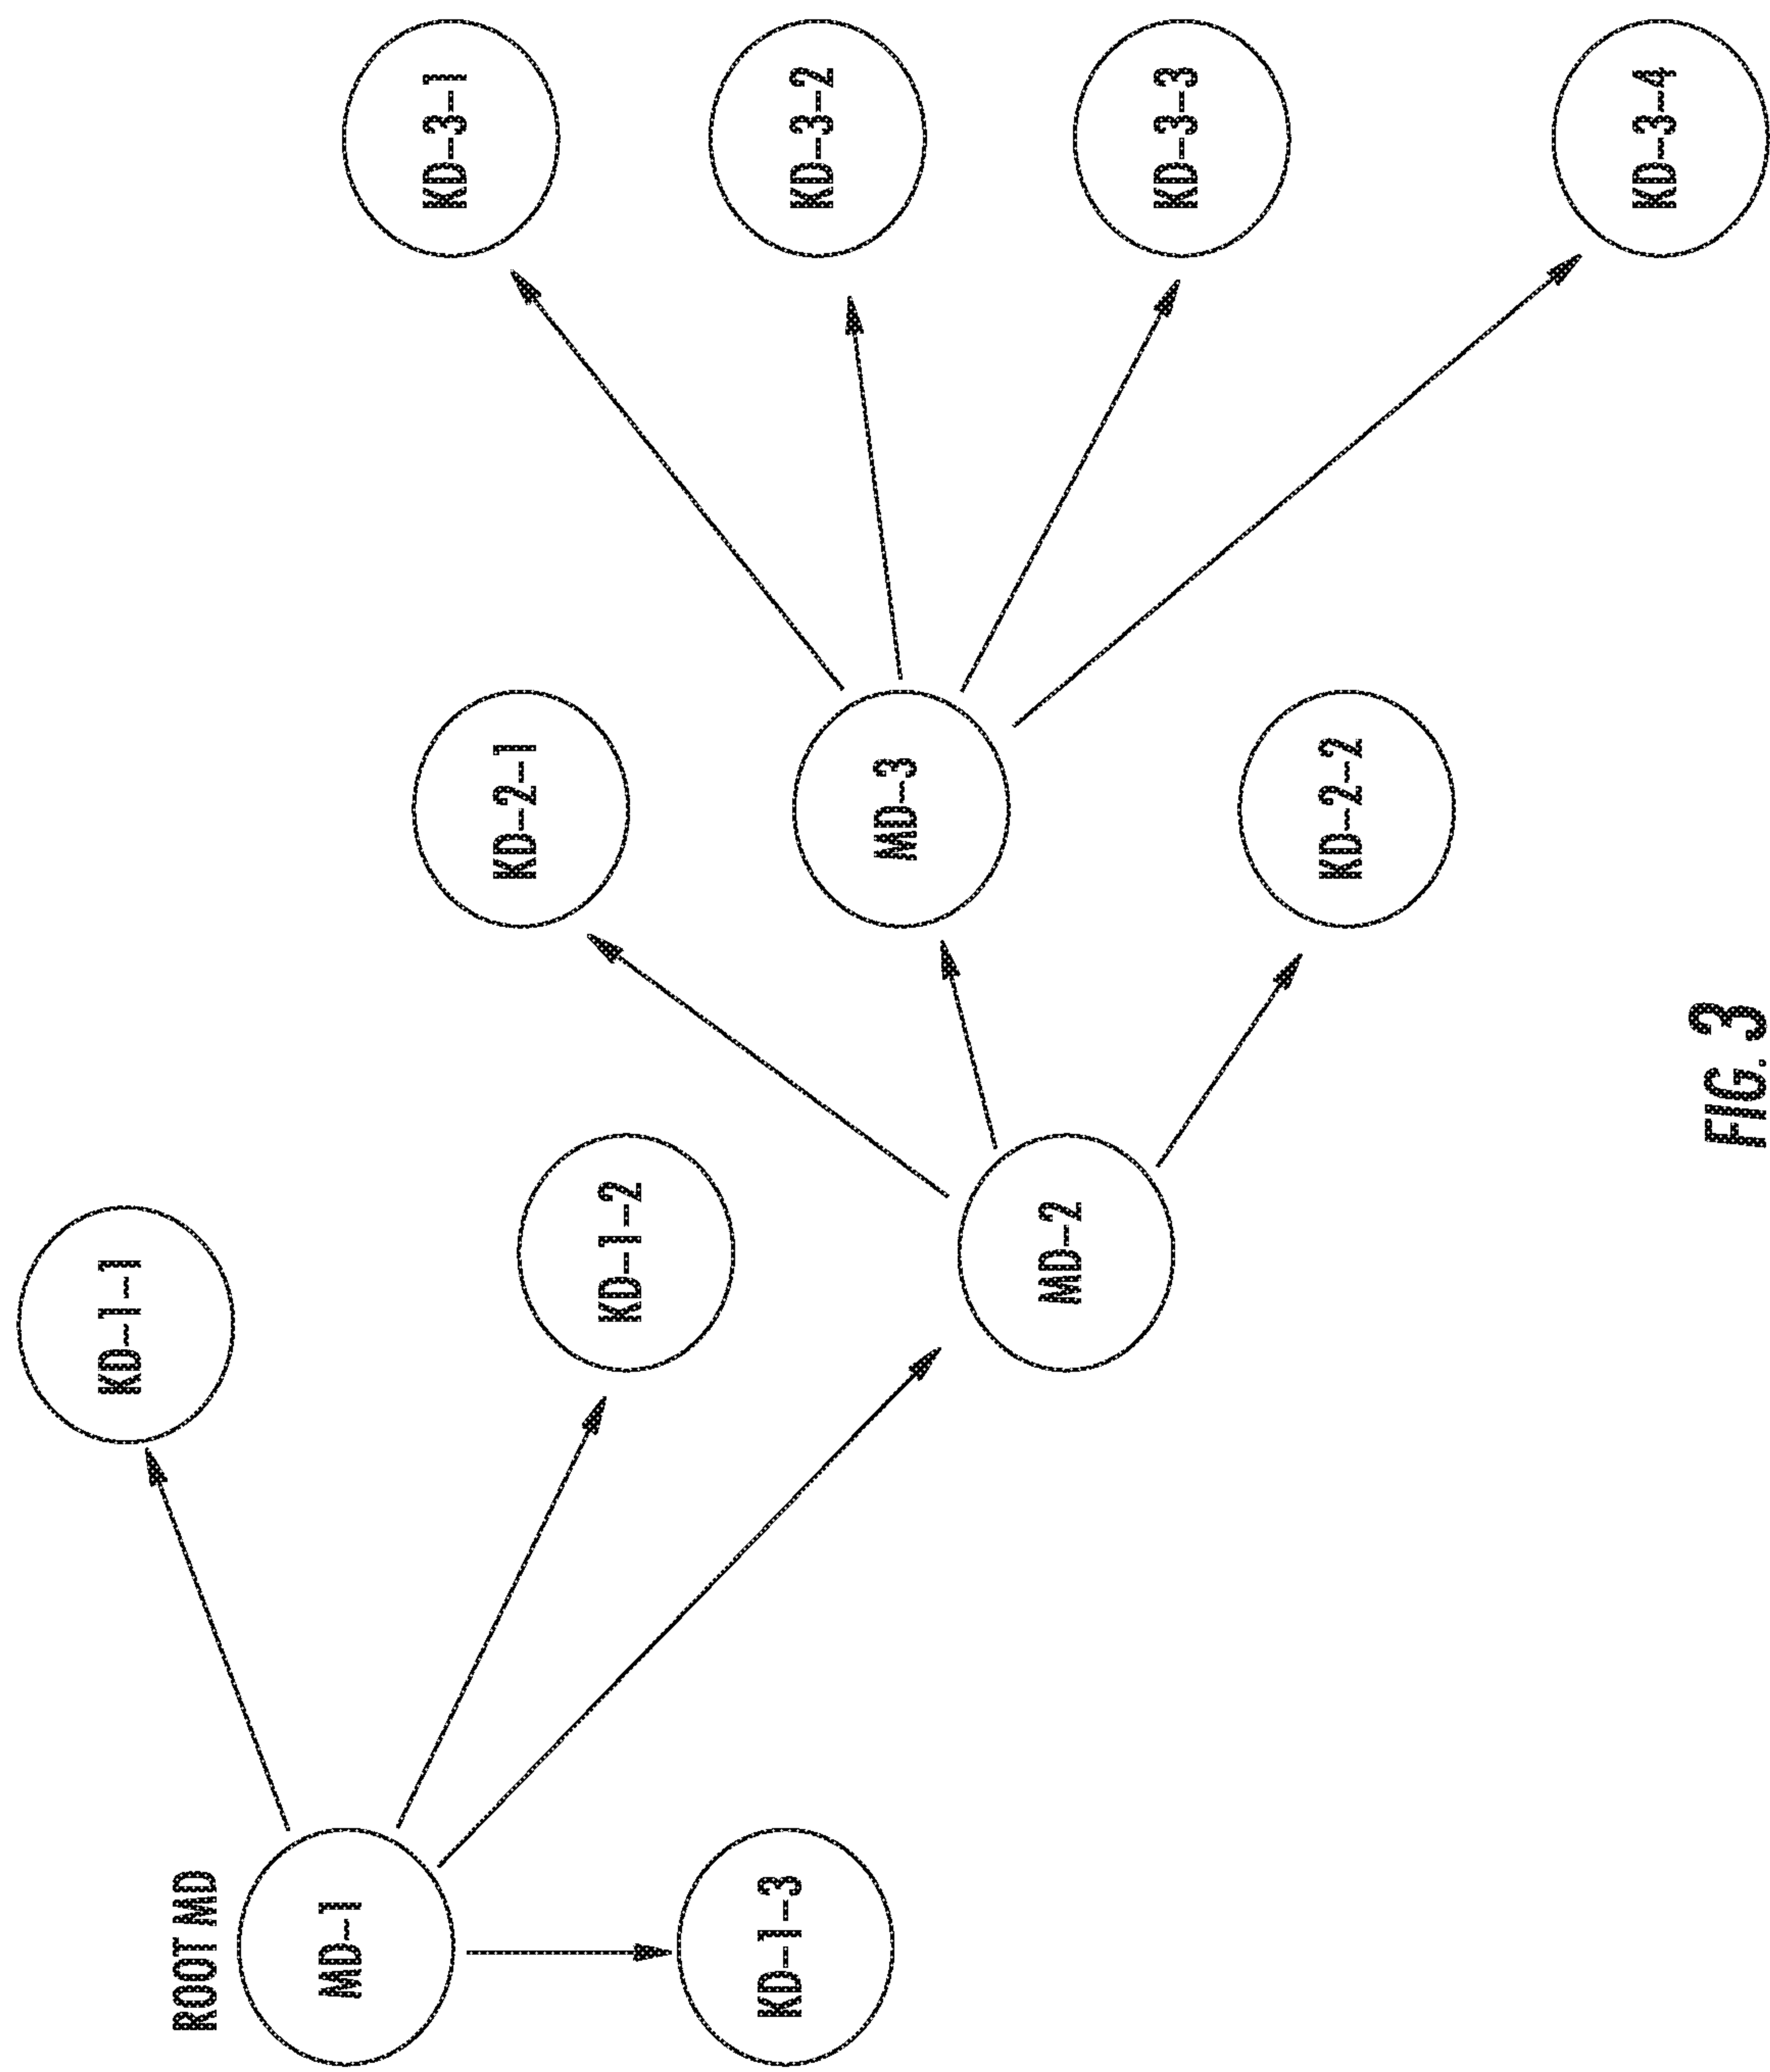 ROOT MD
MD-1
KD-1-1
KD-1-2
KD-1-3
MD-2
KD-2-1
MD-3
KD-2-2
KD-3-1
KD-3-2
KD-3-3
KD-3-4
FIG. 3